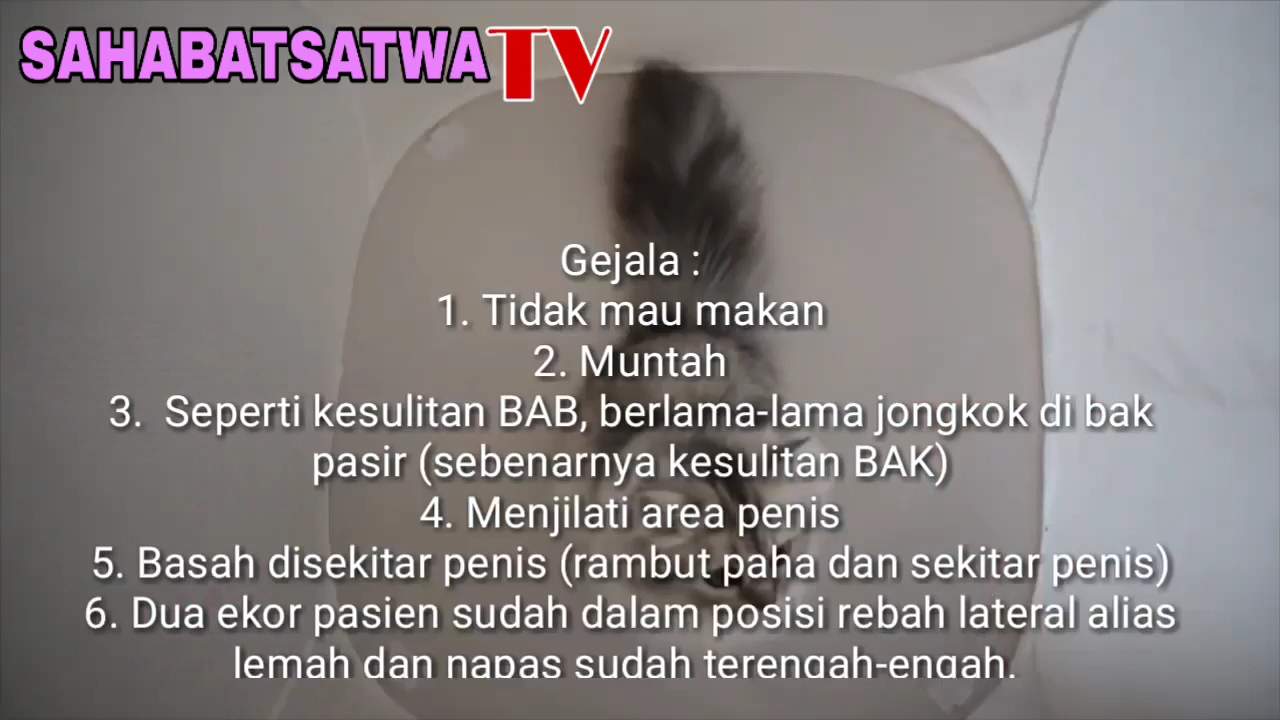 SAHABATSATWATV
Gejala :
1. Tidak mau makan
2. Muntah
3. Seperti kesulitan BAB, berlama-lama jongkok di bak
pasir (sebenarnya kesulitan BAK)
4. Menjilati area penis
5. Basah disekitar penis (rambut paha dan sekitar penis)
6. Dua ekor pasien sudah dalam posisi rebah lateral alias
lemah dan napas sudah terengah-engah.